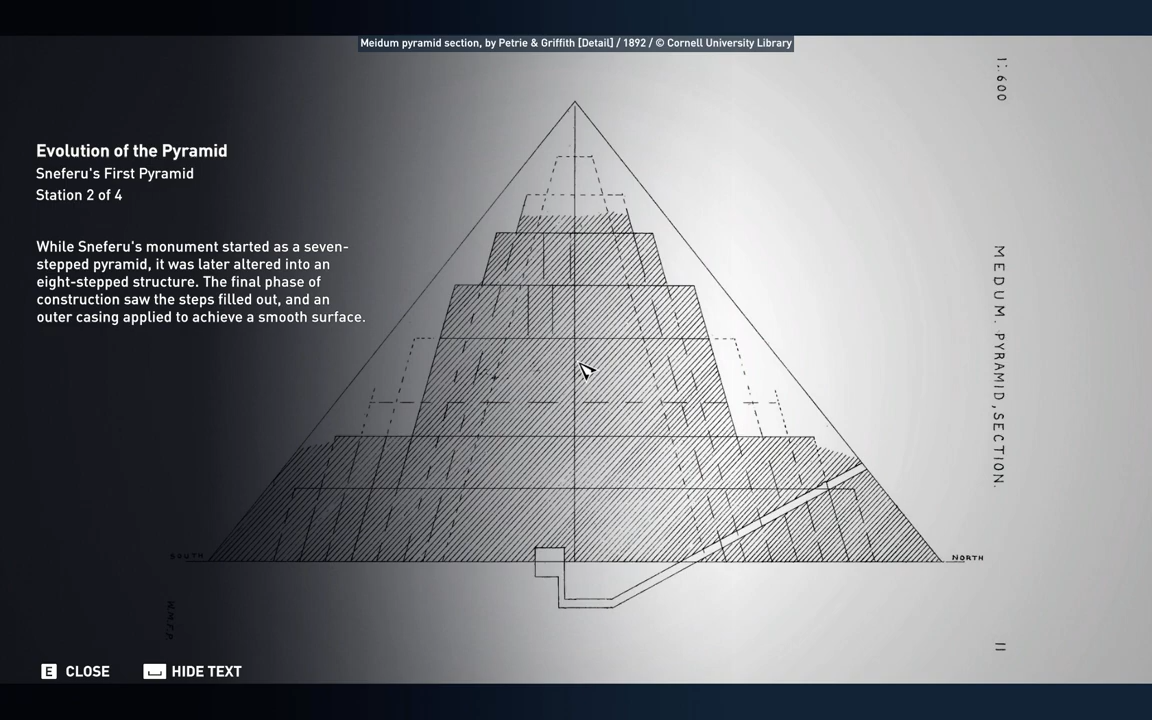 Meidum pyramid section, by Petrie & Griffith [Detail] / 1892 / © Cornell University Library
1:600
Evolution of the Pyramid
Sneferu's First Pyramid
Station 2 of 4
While Sneferu's monument started as a seven-
stepped pyramid, it was later altered into an
eight-stepped structure. The final phase of
construction saw the steps filled out, and an
outer casing applied to achieve a smooth surface.
MEDUM. PYRAMID, SECTION.
SOUTH
NORTH
W.M.F.P.
II
E CLOSE
HIDE TEXT